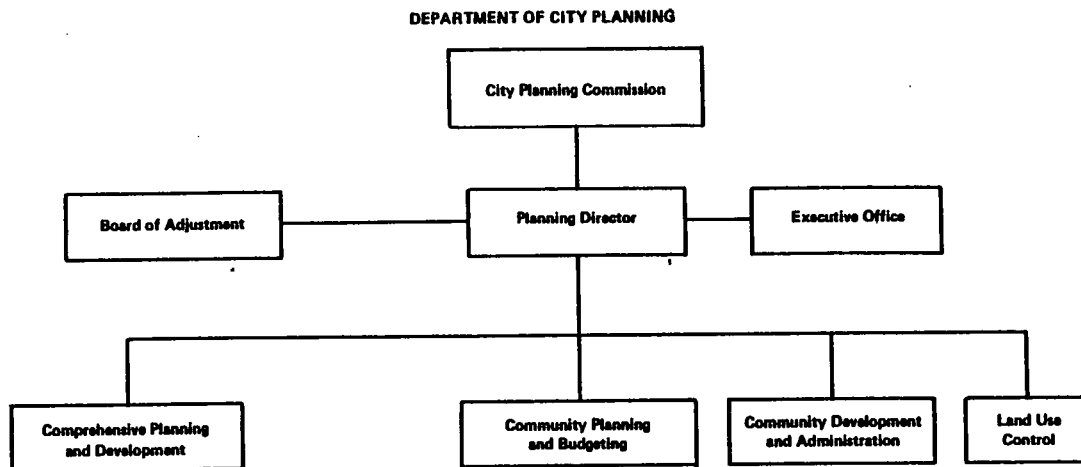 DEPARTMENT OF CITY PLANNING
City Planning Commission
Board of Adjustment
Planning Director
Executive Office
Comprehensive Planning
and Development
Community Planning
and Budgeting
Community Development
and Administration
Land Use
Control